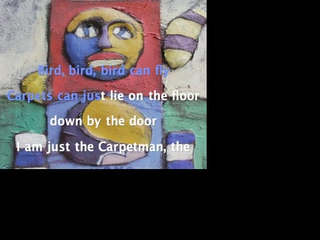 Bird, bird, bird can fly
Carpets can just lie on the floor
down by the door
I am just the Carpetman, the